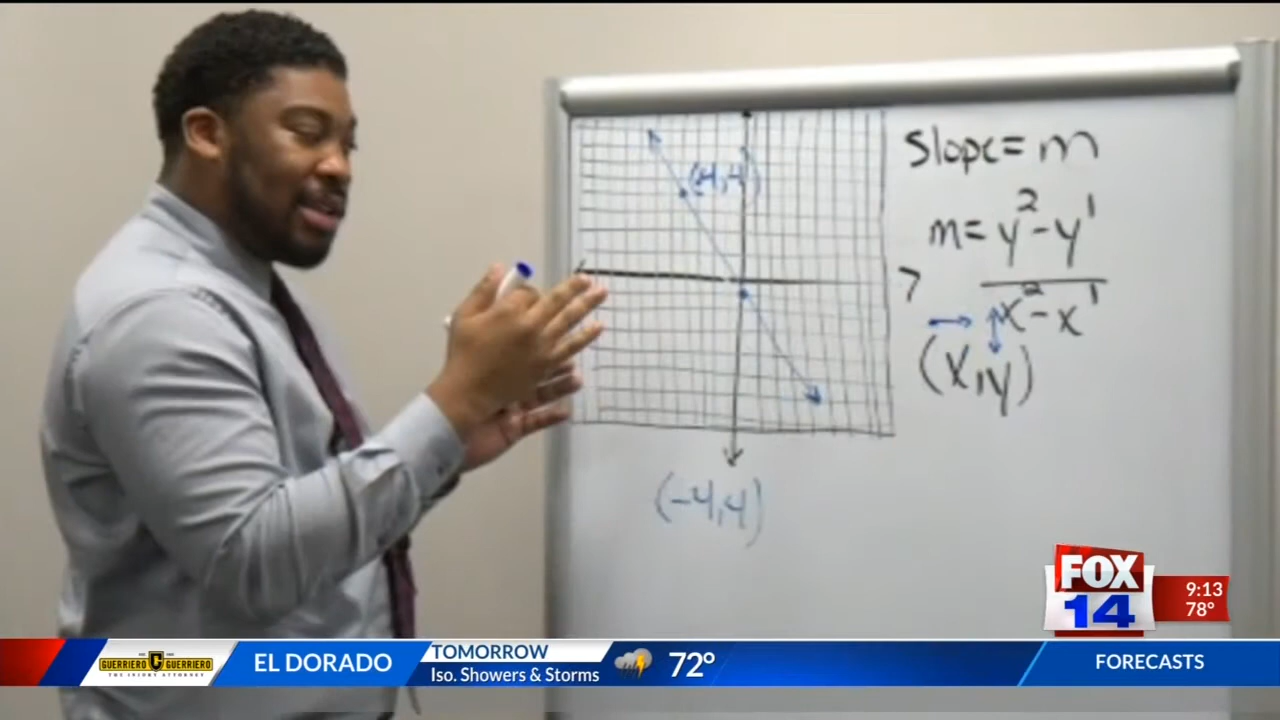 Slope = m
(-4,4)
m = y² - y¹
x² - x¹
(x,y)
(-4,4)
FOX
14
9:13
78°
GUERRIERO G GUERRIERO
THE INJURY ATTORNEY
EL DORADO
TOMORROW
Iso. Showers & Storms
72°
FORECASTS